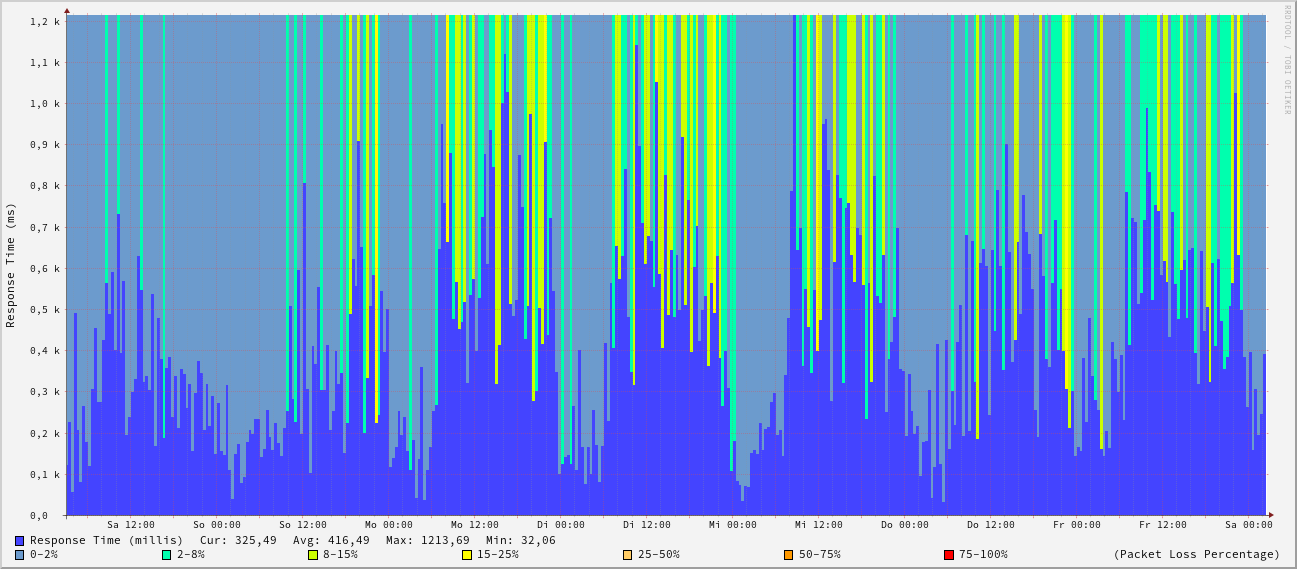 RRDTOOL / TOBI OETIKER
Response Time (ms)
1,2 k
1,1 k
1,0 k
0,9 k
0,8 k
0,7 k
0,6 k
0,5 k
0,4 k
0,3 k
0,2 k
0,1 k
0,0
Sa 12:00 So 00:00 So 12:00 Mo 00:00 Mo 12:00 Di 00:00 Di 12:00 Mi 00:00 Mi 12:00 Do 00:00 Do 12:00 Fr 00:00 Fr 12:00 Sa 00:00
Response Time (millis) Cur: 325,49 Avg: 416,49 Max: 1213,69 Min: 32,06
0-2% 2-8% 8-15% 15-25% 25-50% 50-75% 75-100% (Packet Loss Percentage)